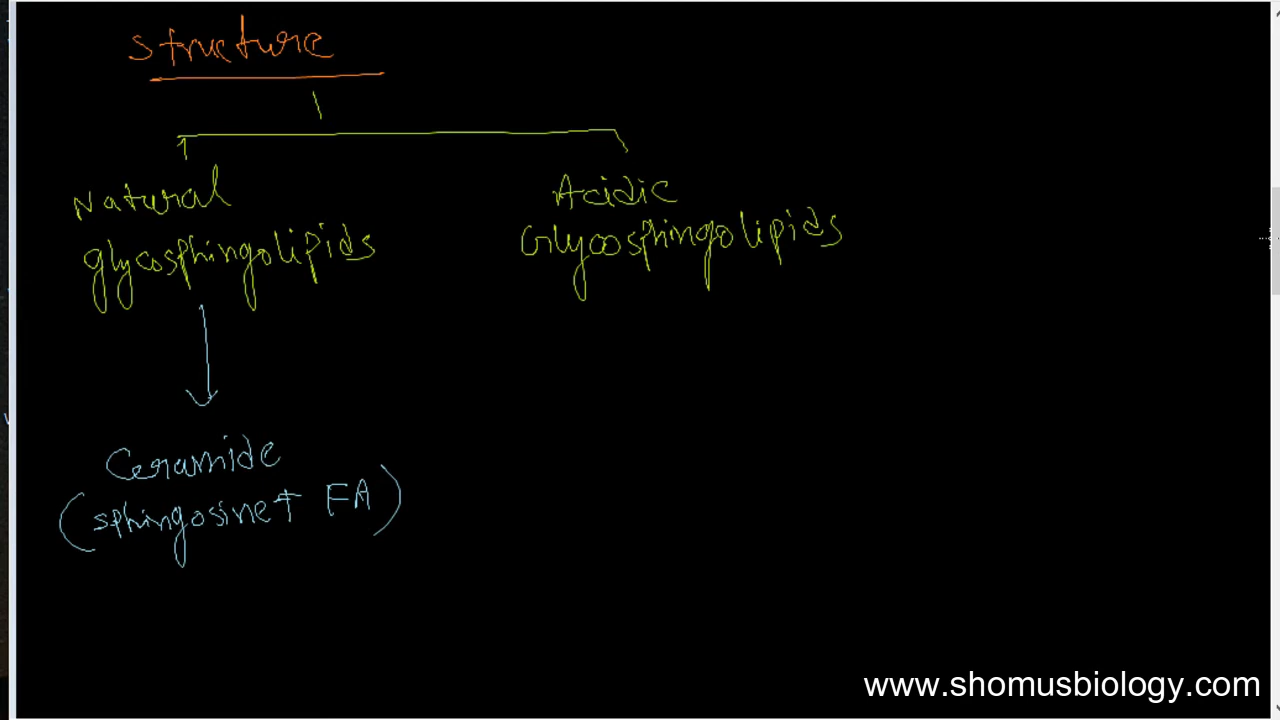 Structure
Natural
glycosphingolipids
Acidic
Glycosphingolipids
Ceramide
(sphingosine + FA)
www.shomusbiology.com